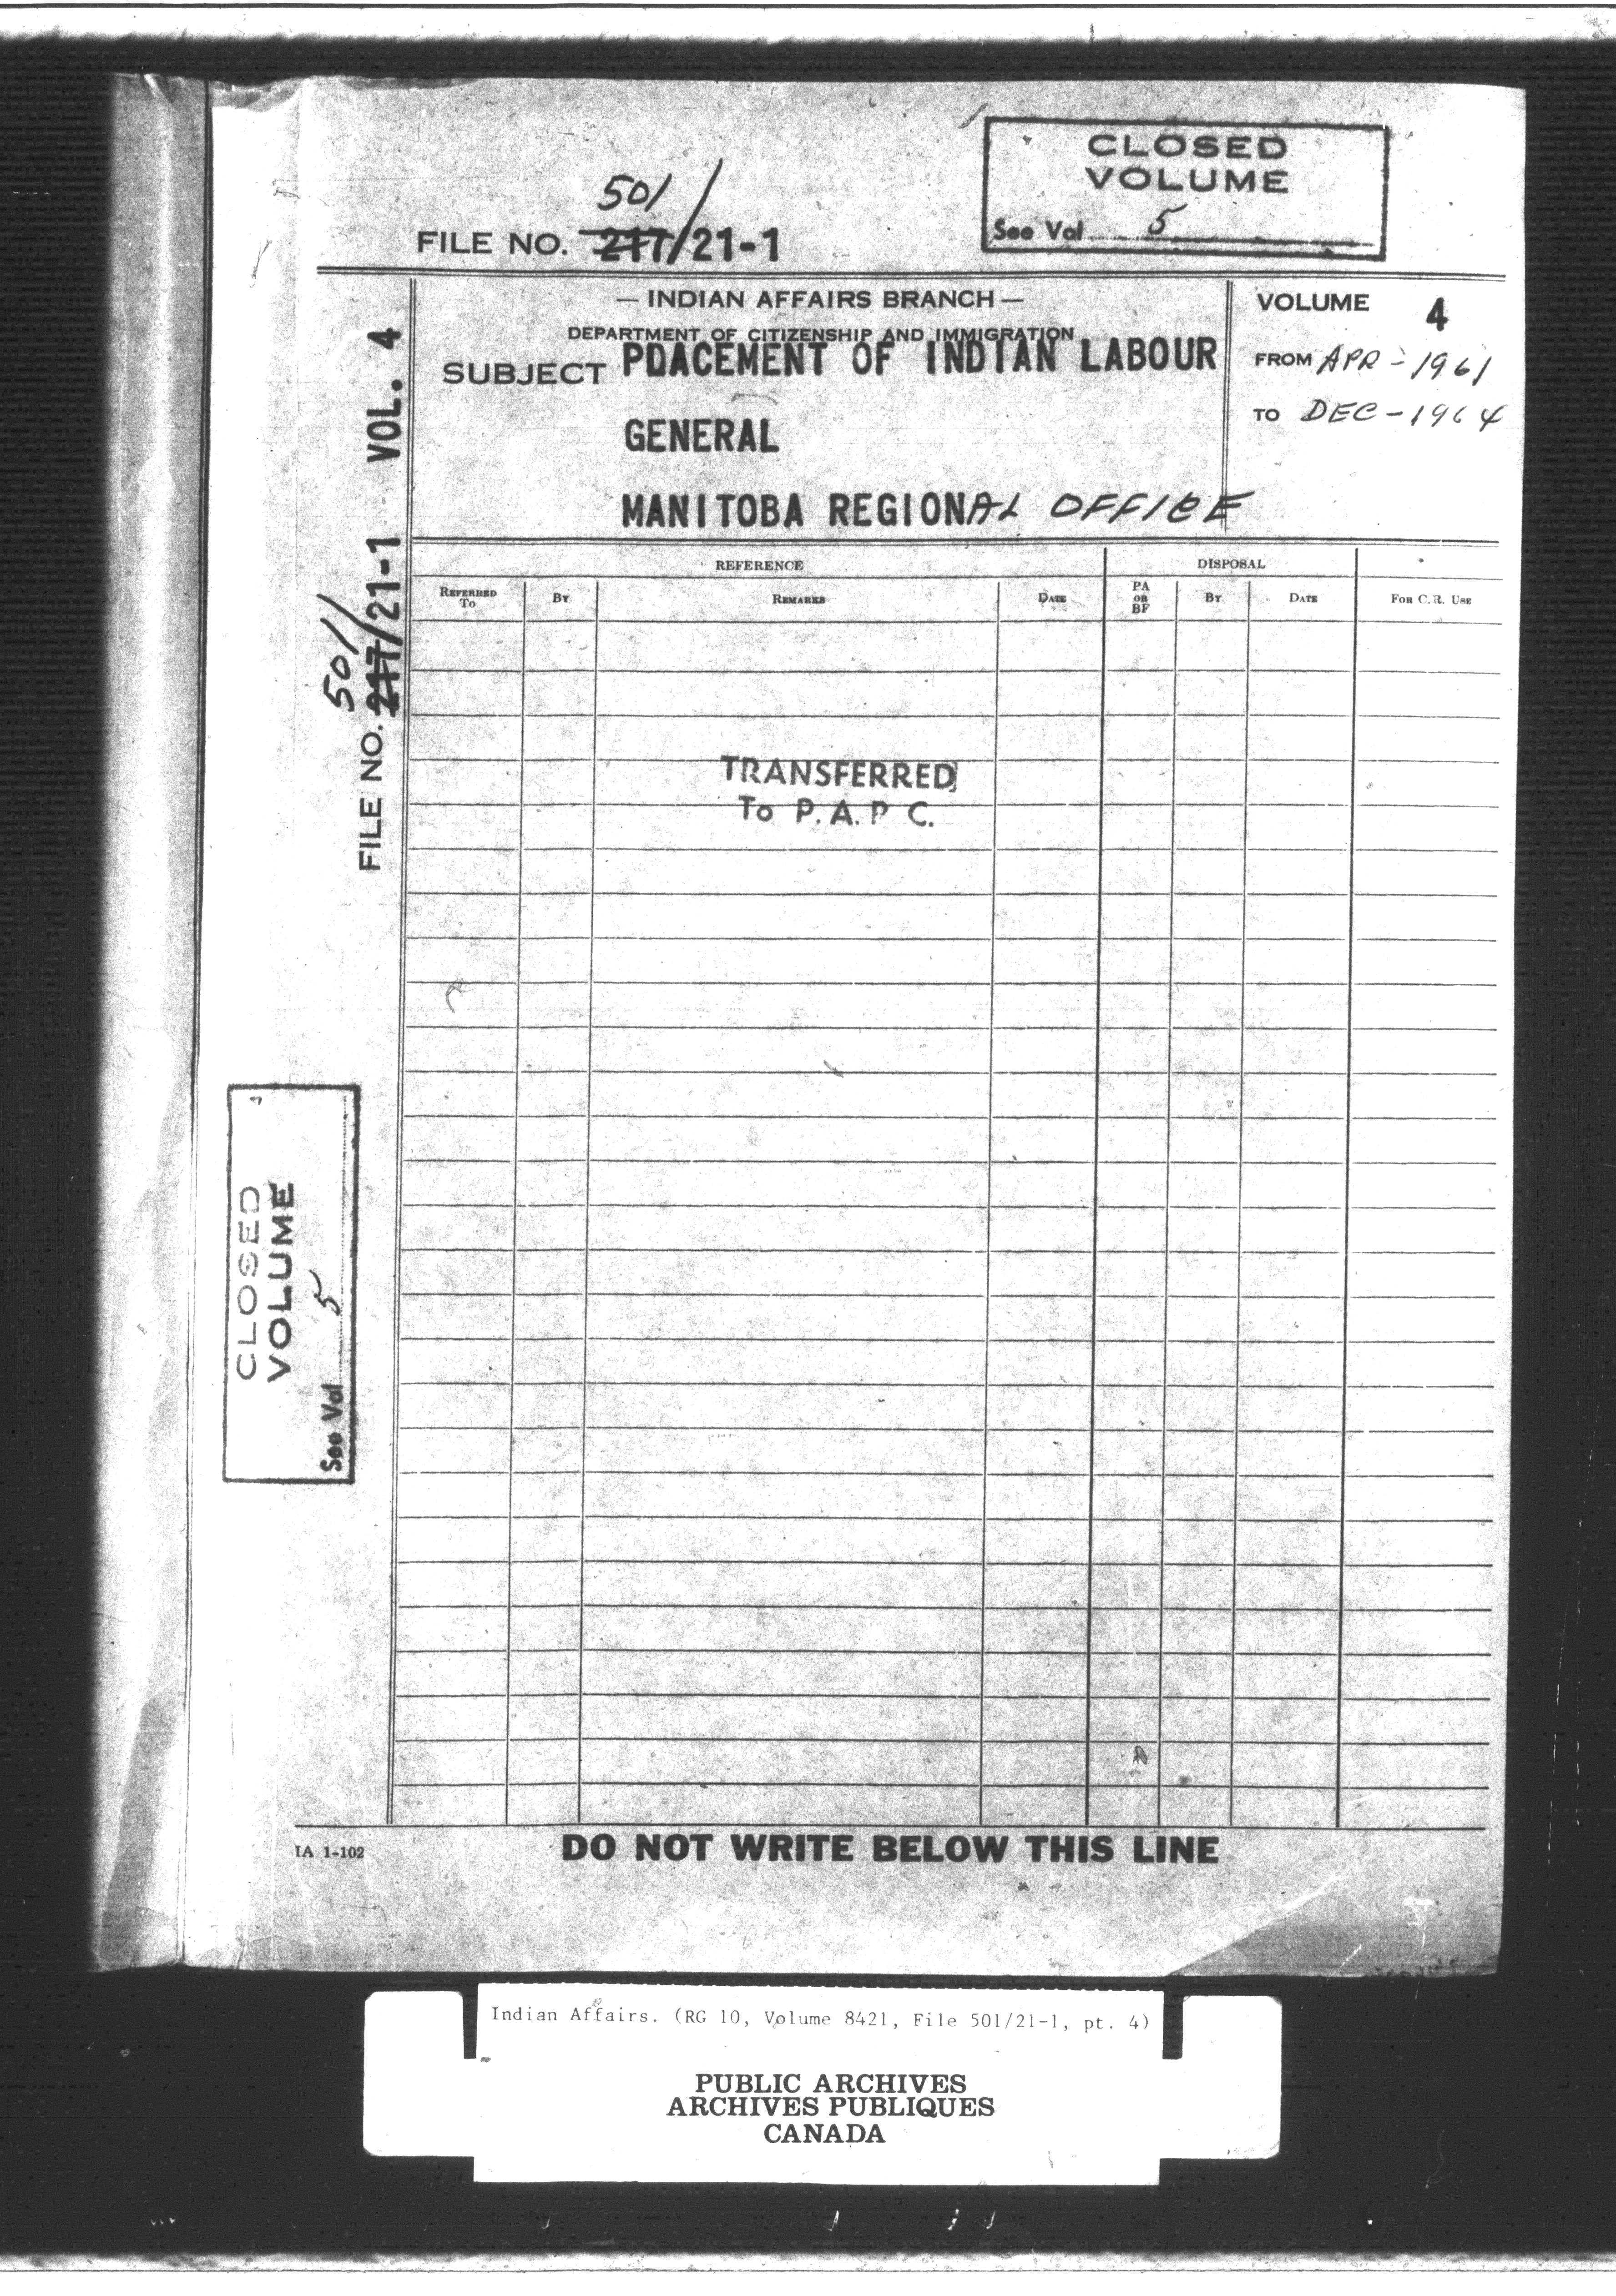 CLOSED
VOLUME
See Vol 5
501/
FILE NO. 217/21-1
— INDIAN AFFAIRS BRANCH —
DEPARTMENT OF CITIZENSHIP AND IMMIGRATION
SUBJECT PLACEMENT OF INDIAN LABOUR
GENERAL
MANITOBA REGIONAL OFFICE
VOLUME 4
FROM APR - 1961
TO DEC - 1964
FILE NO. 217/21-1 VOL. 4
501/
REFERENCE
DISPOSAL
REFERRED TO
BY
REMARKS
DATE
PA OR BF
BY
DATE
FOR C.R. USE
TRANSFERRED
To P.A.P C.
CLOSED
VOLUME
See Vol 5
IA 1-102
DO NOT WRITE BELOW THIS LINE
Indian Affairs. (RG 10, Volume 8421, File 501/21-1, pt. 4)
PUBLIC ARCHIVES
ARCHIVES PUBLIQUES
CANADA